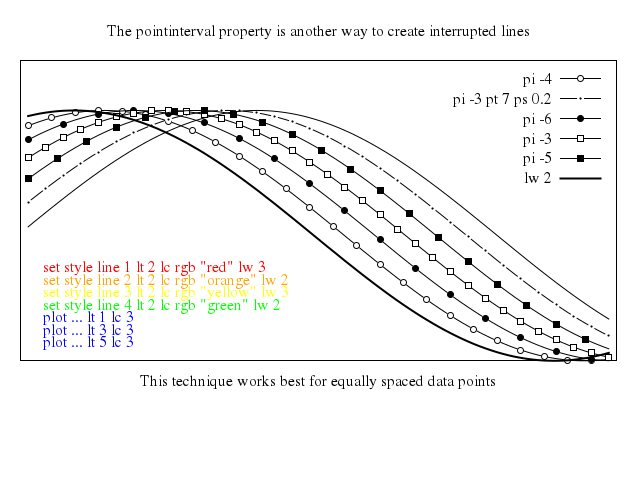 The pointinterval property is another way to create interrupted lines
pi -4
pi -3 pt 7 ps 0.2
pi -6
pi -3
pi -5
lw 2
set style line 1 lt 2 lc rgb "red" lw 3
set style line 2 lt 2 lc rgb "orange" lw 2
set style line 3 lt 2 lc rgb "yellow" lw 3
set style line 4 lt 2 lc rgb "green" lw 2
plot ... lt 1 lc 3
plot ... lt 3 lc 3
plot ... lt 5 lc 3
This technique works best for equally spaced data points